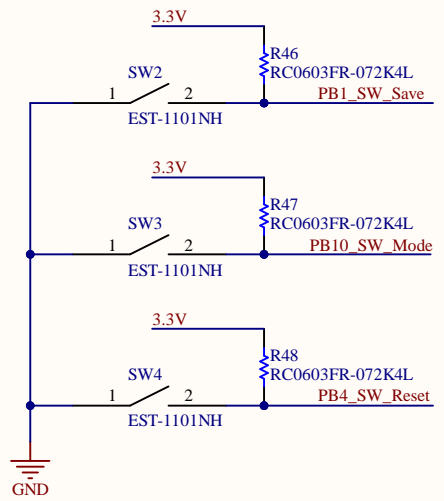 3.3V
R46
RC0603FR-072K4L
SW2
1 2
PB1_SW_Save
EST-1101NH
3.3V
R47
RC0603FR-072K4L
SW3
1 2
PB10_SW_Mode
EST-1101NH
3.3V
R48
RC0603FR-072K4L
SW4
1 2
PB4_SW_Reset
EST-1101NH
GND